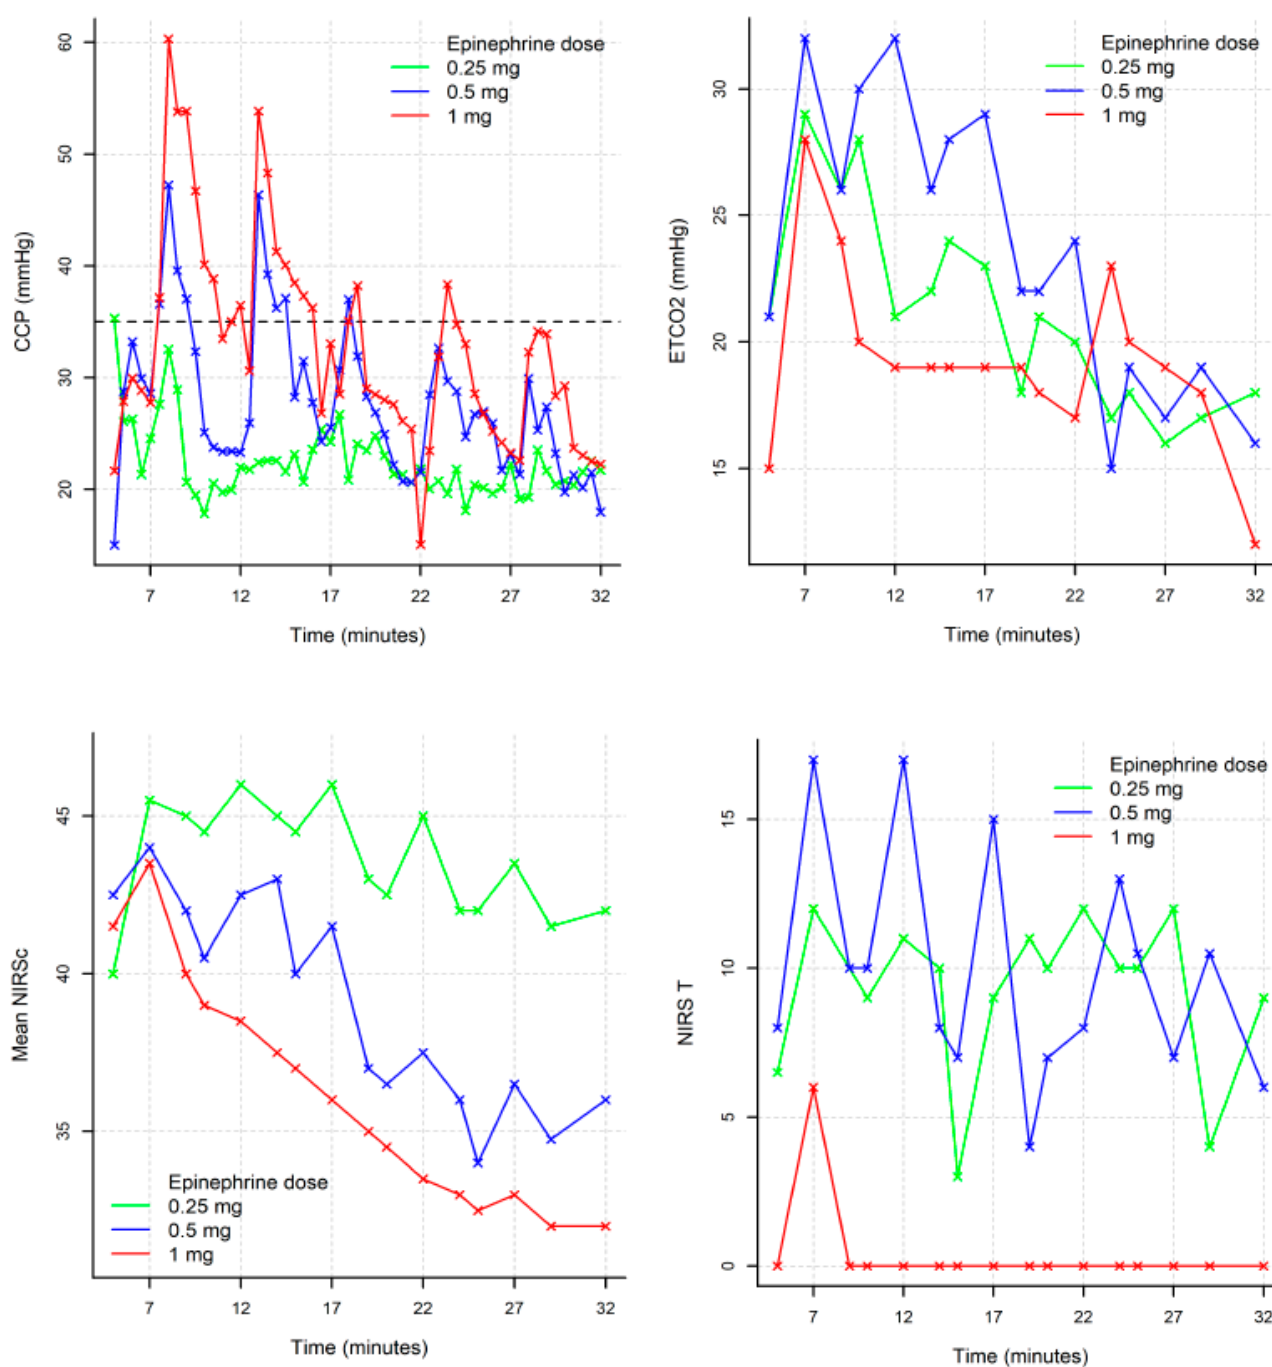 Epinephrine dose
0.25 mg
0.5 mg
1 mg
60
50
40
30
20
CCP (mmHg)
7 12 17 22 27 32
Time (minutes)
Epinephrine dose
0.25 mg
0.5 mg
1 mg
30
25
20
15
ETCO2 (mmHg)
7 12 17 22 27 32
Time (minutes)
45
40
35
Mean NIRSc
Epinephrine dose
0.25 mg
0.5 mg
1 mg
7 12 17 22 27 32
Time (minutes)
Epinephrine dose
0.25 mg
0.5 mg
1 mg
15
10
5
0
NIRS T
7 12 17 22 27 32
Time (minutes)